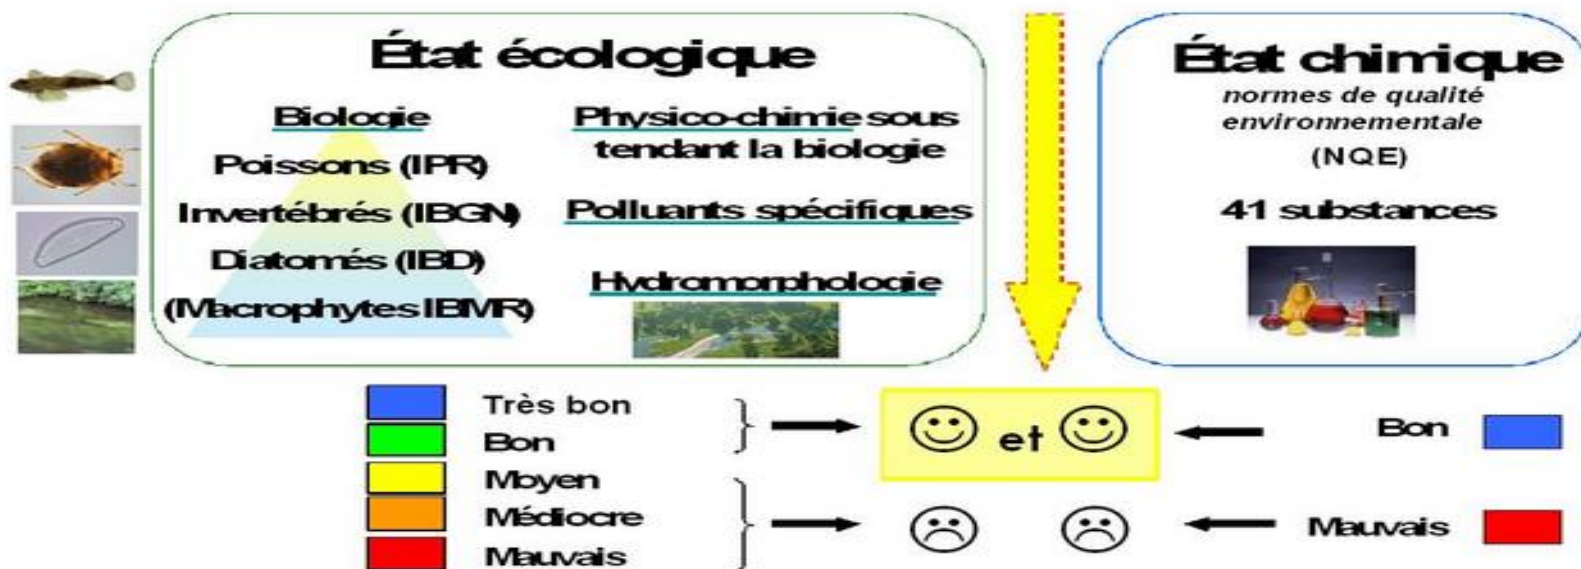 État écologique
Biologie
Poissons (IPR)
Invertébrés (IBGN)
Diatomés (IBD)
(Macrophytes IBMR)
Physico-chimie sous
tendant la biologie
Polluants spécifiques
Hydromorphologie
État chimique
normes de qualité
environnementale
(NQE)
41 substances
Très bon
Bon
Moyen
Médiocre
Mauvais
et
Bon
Mauvais